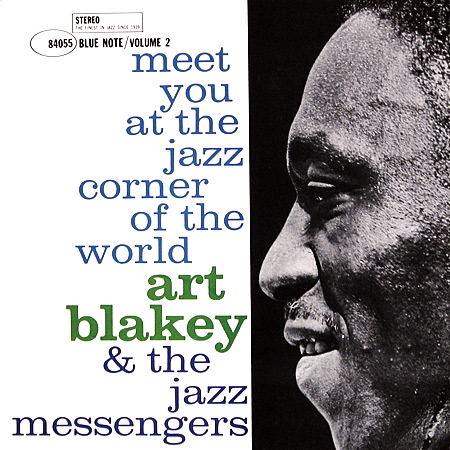 STEREO
THE FINEST IN JAZZ SINCE 1939
84055 BLUE NOTE/VOLUME 2
meet
you
at the
jazz
corner
of the
world
art
blakey
& the
jazz
messengers